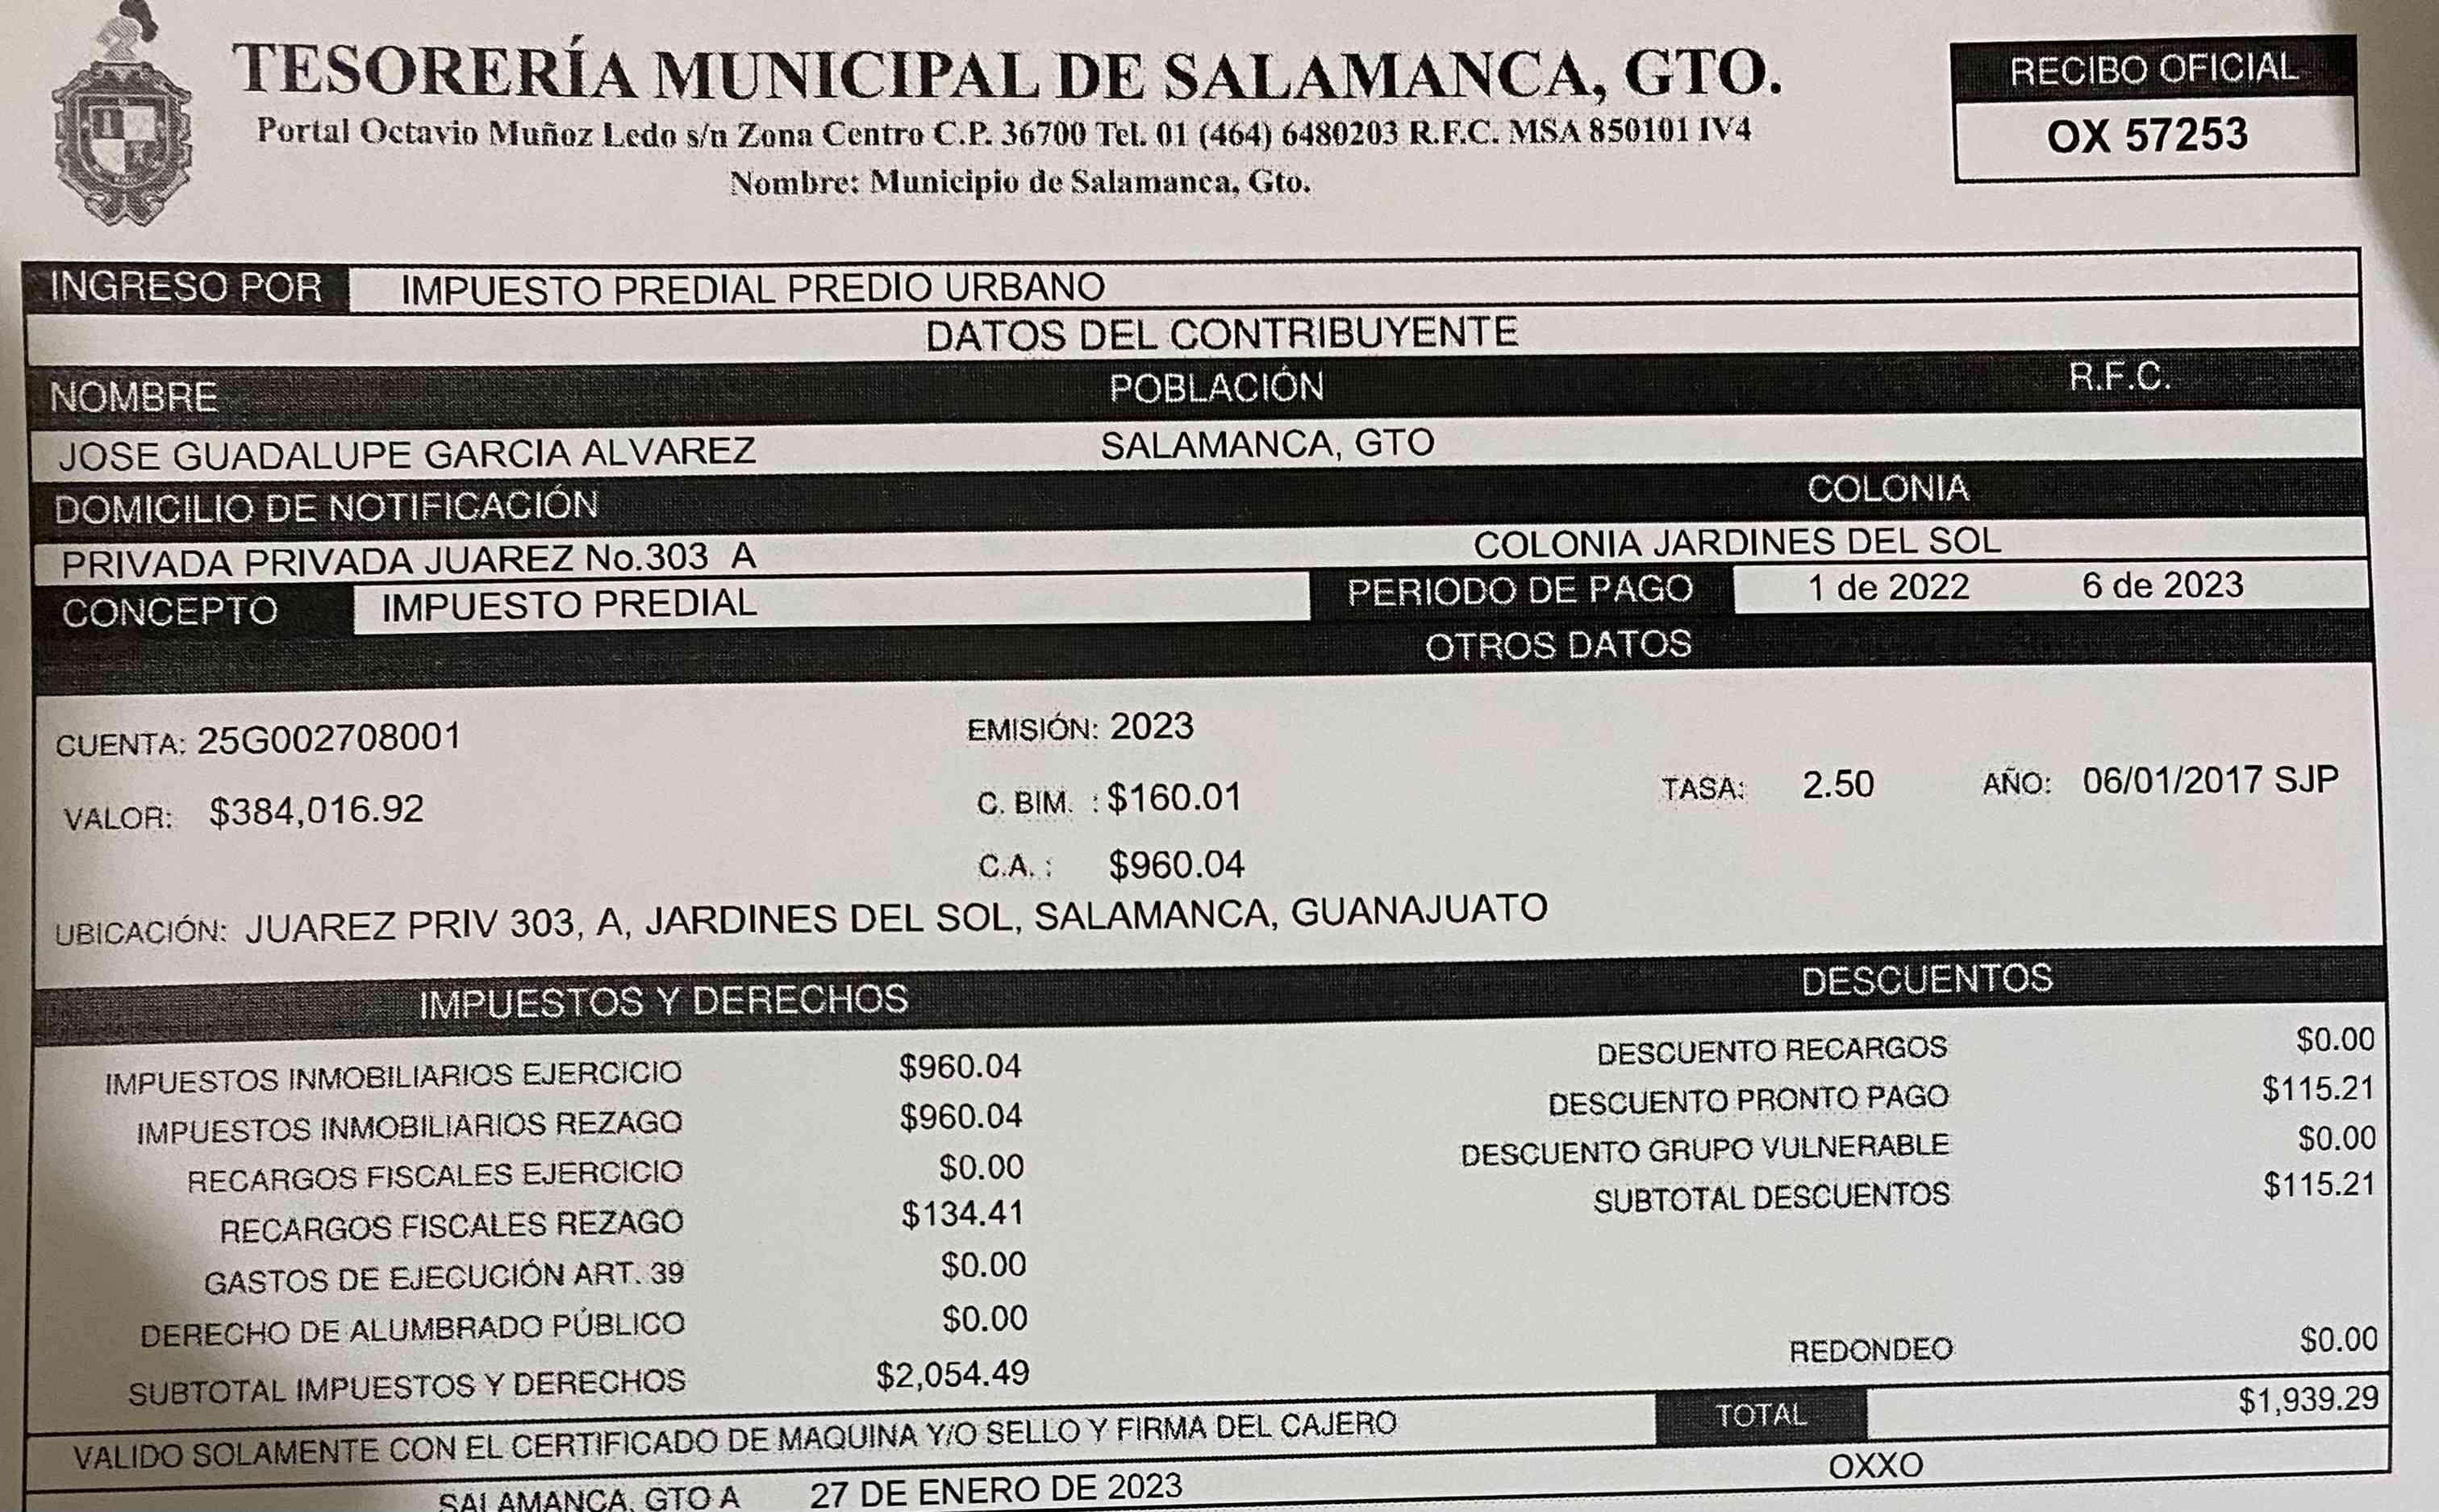 TESORERÍA MUNICIPAL DE SALAMANCA, GTO.
Portal Octavio Muñoz Ledo s/n Zona Centro C.P. 36700 Tel. 01 (464) 6480203 R.F.C. MSA 850101 IV4
Nombre: Municipio de Salamanca, Gto.
RECIBO OFICIAL
OX 57253
INGRESO POR IMPUESTO PREDIAL PREDIO URBANO
DATOS DEL CONTRIBUYENTE
NOMBRE POBLACIÓN R.F.C.
JOSE GUADALUPE GARCIA ALVAREZ SALAMANCA, GTO
DOMICILIO DE NOTIFICACIÓN COLONIA
PRIVADA PRIVADA JUAREZ No.303 A COLONIA JARDINES DEL SOL
CONCEPTO IMPUESTO PREDIAL PERIODO DE PAGO 1 de 2022 6 de 2023
OTROS DATOS
CUENTA: 25G002708001 EMISIÓN: 2023
VALOR: $384,016.92 C. BIM. : $160.01 TASA: 2.50 AÑO: 06/01/2017 SJP
C.A. : $960.04
UBICACIÓN: JUAREZ PRIV 303, A, JARDINES DEL SOL, SALAMANCA, GUANAJUATO
IMPUESTOS Y DERECHOS DESCUENTOS
IMPUESTOS INMOBILIARIOS EJERCICIO $960.04 DESCUENTO RECARGOS $0.00
IMPUESTOS INMOBILIARIOS REZAGO $960.04 DESCUENTO PRONTO PAGO $115.21
RECARGOS FISCALES EJERCICIO $0.00 DESCUENTO GRUPO VULNERABLE $0.00
RECARGOS FISCALES REZAGO $134.41 SUBTOTAL DESCUENTOS $115.21
GASTOS DE EJECUCIÓN ART. 39 $0.00
DERECHO DE ALUMBRADO PÚBLICO $0.00 REDONDEO $0.00
SUBTOTAL IMPUESTOS Y DERECHOS $2,054.49 TOTAL $1,939.29
VALIDO SOLAMENTE CON EL CERTIFICADO DE MAQUINA Y/O SELLO Y FIRMA DEL CAJERO OXXO
SALAMANCA, GTO A 27 DE ENERO DE 2023